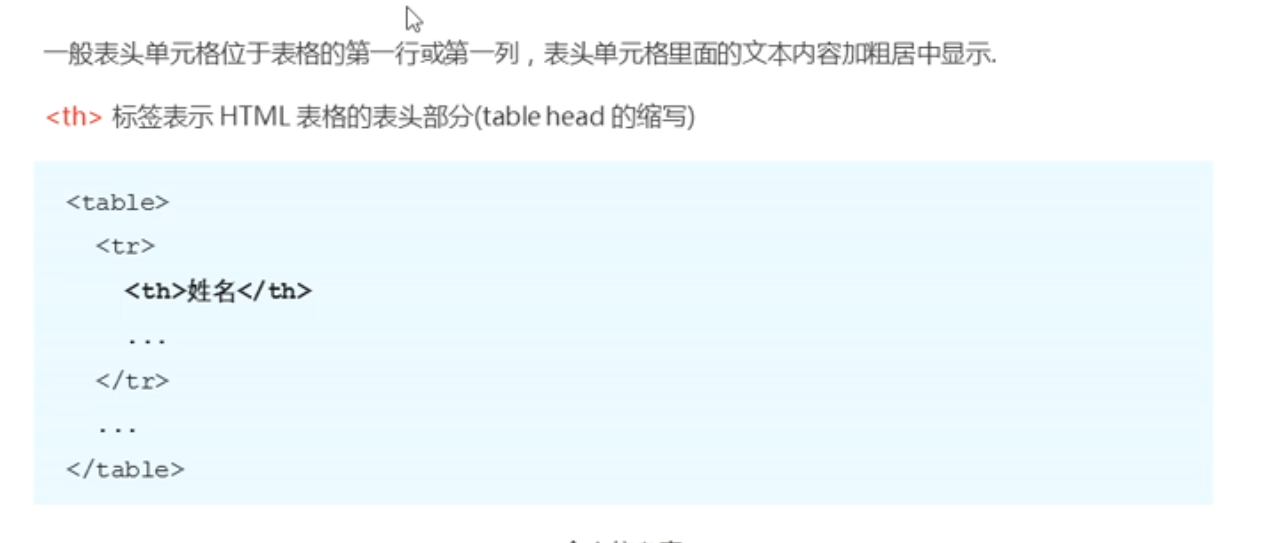 一般表头单元格位于表格的第一行或第一列，表头单元格里面的文本内容加粗居中显示.
<th> 标签表示 HTML 表格的表头部分(table head 的缩写)
<table>
<tr>
<th>姓名</th>
...
</tr>
...
</table>